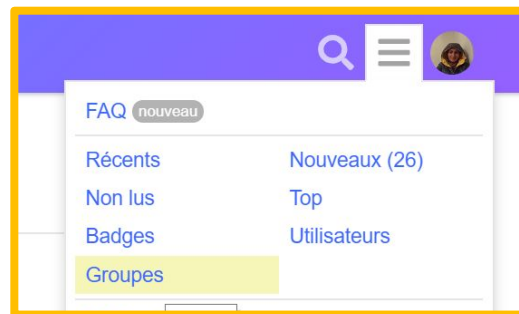 FAQ nouveau
Récents Nouveaux (26)
Non lus Top
Badges Utilisateurs
Groupes